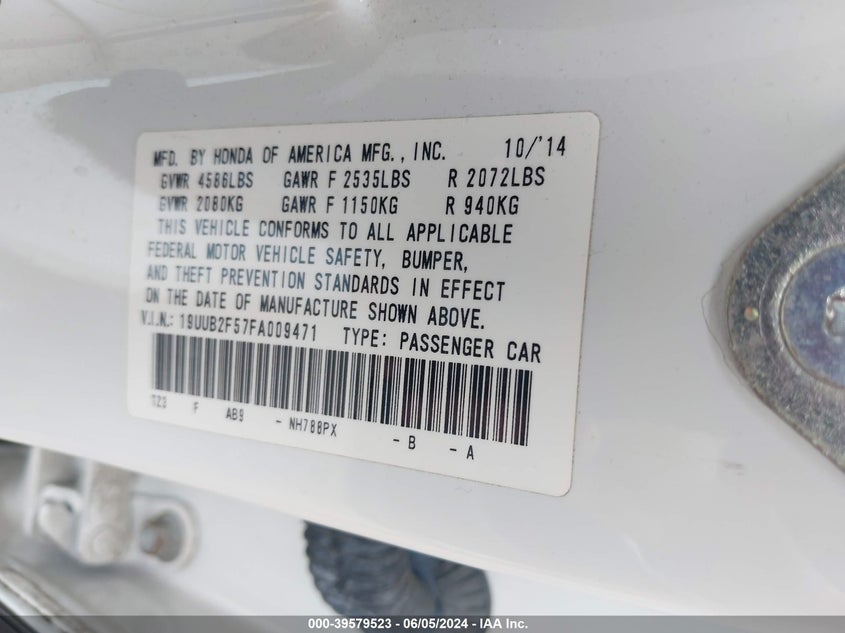 MFD. BY HONDA OF AMERICA MFG., INC. 10/'14
GVWR 4586LBS GAWR F 2535LBS R 2072LBS
GVWR 2080KG GAWR F 1150KG R 940KG
THIS VEHICLE CONFORMS TO ALL APPLICABLE
FEDERAL MOTOR VEHICLE SAFETY, BUMPER,
AND THEFT PREVENTION STANDARDS IN EFFECT
ON THE DATE OF MANUFACTURE SHOWN ABOVE.
V.I.N.: 19UUB2F57FA009471 TYPE: PASSENGER CAR
TZ3 F AB9 - NH788PX - B - A
000-39579523 / 06/05/2024 - IAA Inc.